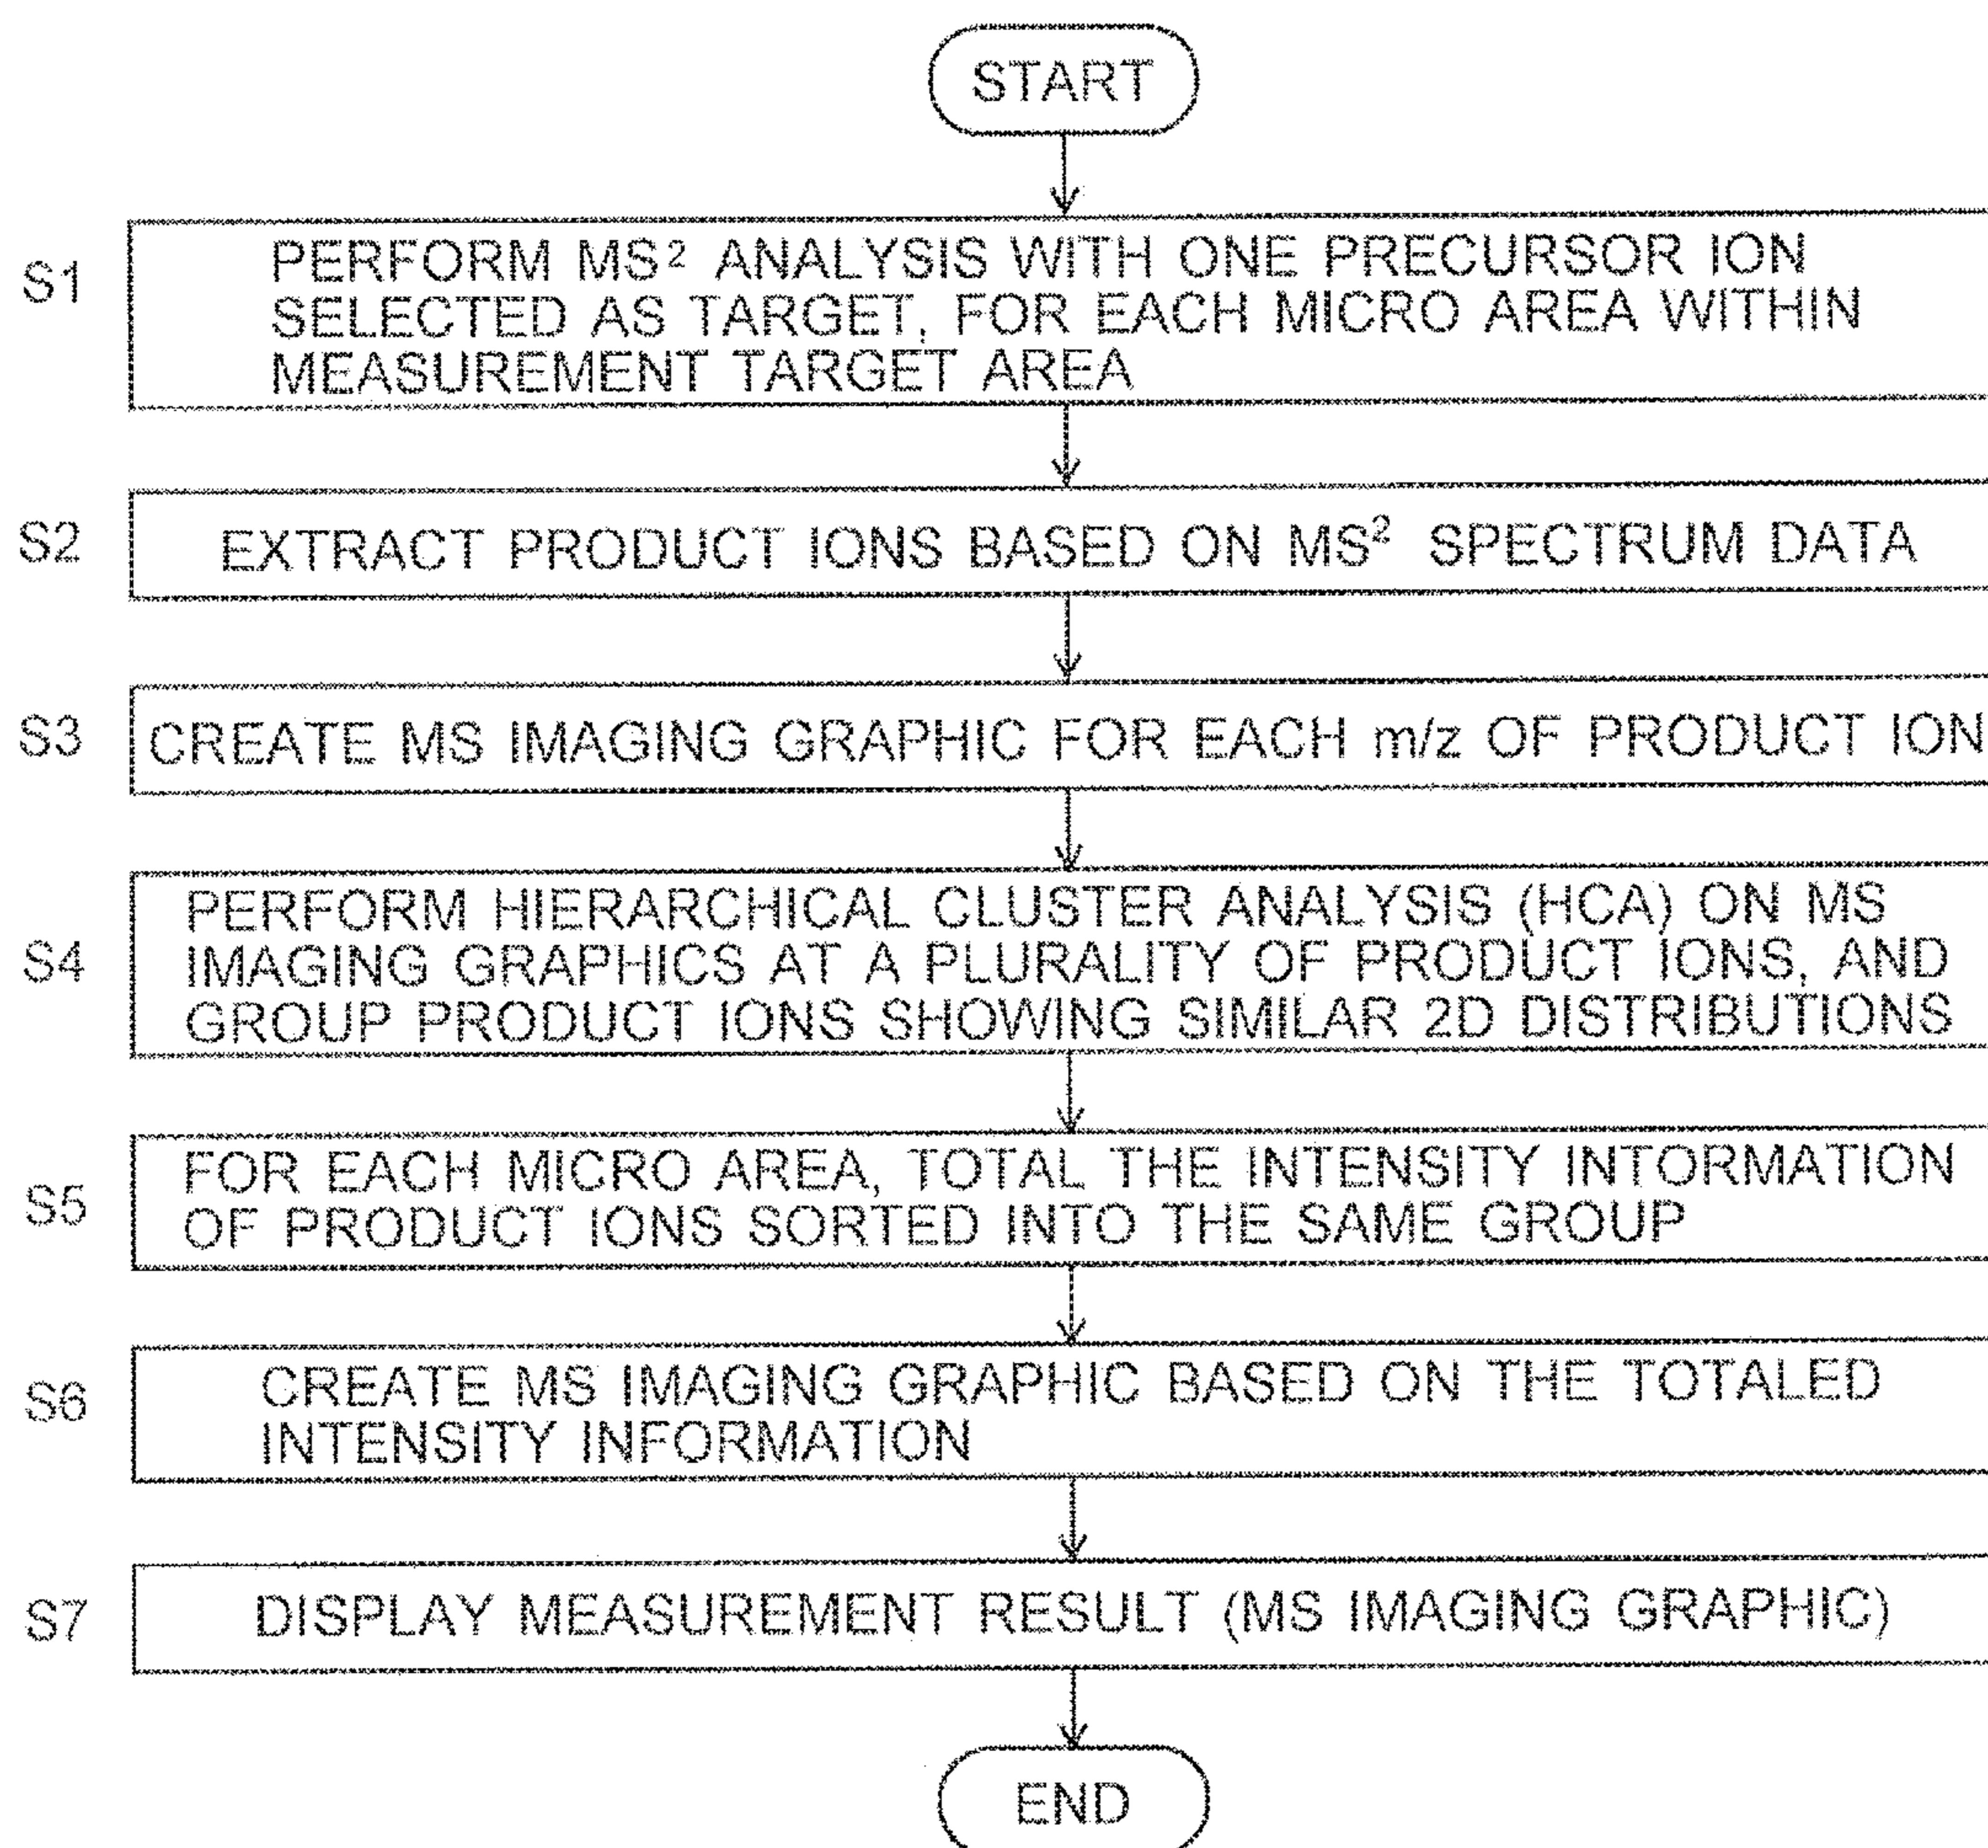 START
S1
PERFORM MS² ANALYSIS WITH ONE PRECURSOR ION
SELECTED AS TARGET, FOR EACH MICRO AREA WITHIN
MEASUREMENT TARGET AREA
S2
EXTRACT PRODUCT IONS BASED ON MS² SPECTRUM DATA
S3
CREATE MS IMAGING GRAPHIC FOR EACH m/z OF PRODUCT ION
S4
PERFORM HIERARCHICAL CLUSTER ANALYSIS (HCA) ON MS
IMAGING GRAPHICS AT A PLURALITY OF PRODUCT IONS, AND
GROUP PRODUCT IONS SHOWING SIMILAR 2D DISTRIBUTIONS
S5
FOR EACH MICRO AREA, TOTAL THE INTENSITY INTORMATION
OF PRODUCT IONS SORTED INTO THE SAME GROUP
S6
CREATE MS IMAGING GRAPHIC BASED ON THE TOTALED
INTENSITY INFORMATION
S7
DISPLAY MEASUREMENT RESULT (MS IMAGING GRAPHIC)
END